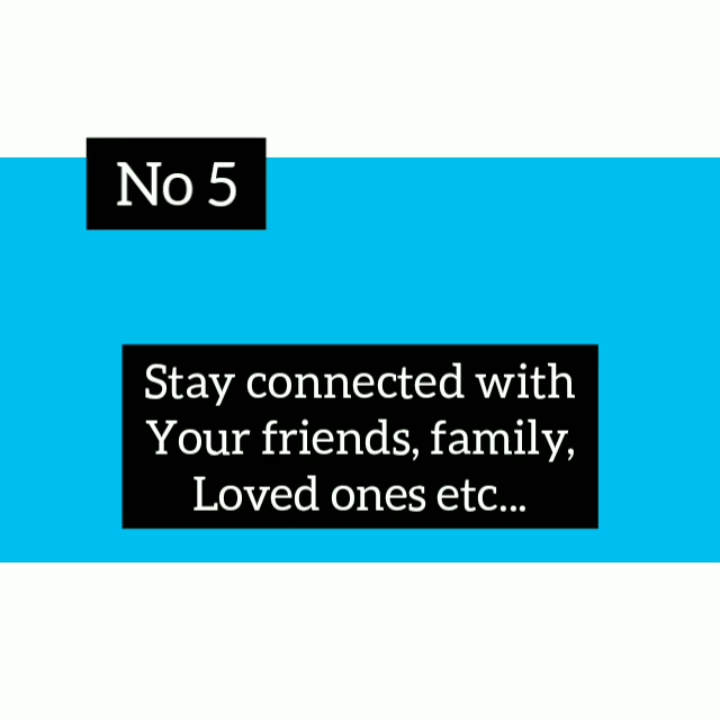 No 5
Stay connected with
Your friends, family,
Loved ones etc...